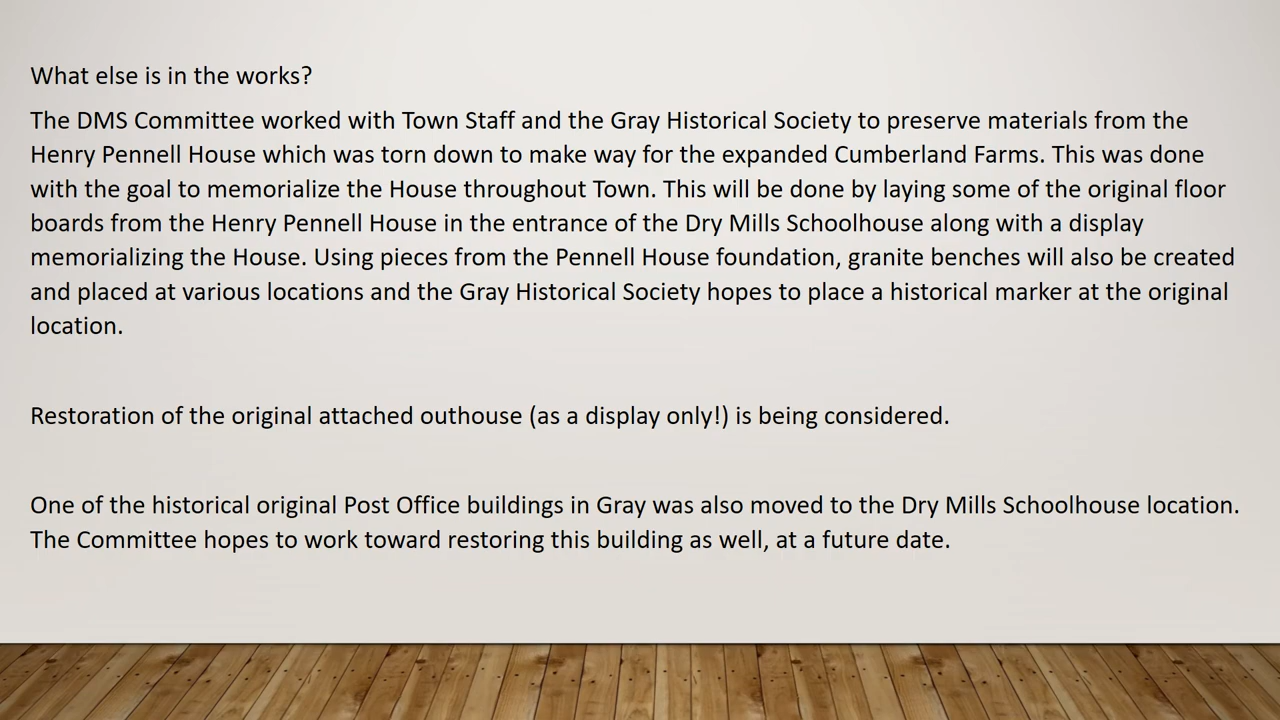 What else is in the works?
The DMS Committee worked with Town Staff and the Gray Historical Society to preserve materials from the
Henry Pennell House which was torn down to make way for the expanded Cumberland Farms. This was done
with the goal to memorialize the House throughout Town. This will be done by laying some of the original floor
boards from the Henry Pennell House in the entrance of the Dry Mills Schoolhouse along with a display
memorializing the House. Using pieces from the Pennell House foundation, granite benches will also be created
and placed at various locations and the Gray Historical Society hopes to place a historical marker at the original
location.
Restoration of the original attached outhouse (as a display only!) is being considered.
One of the historical original Post Office buildings in Gray was also moved to the Dry Mills Schoolhouse location.
The Committee hopes to work toward restoring this building as well, at a future date.